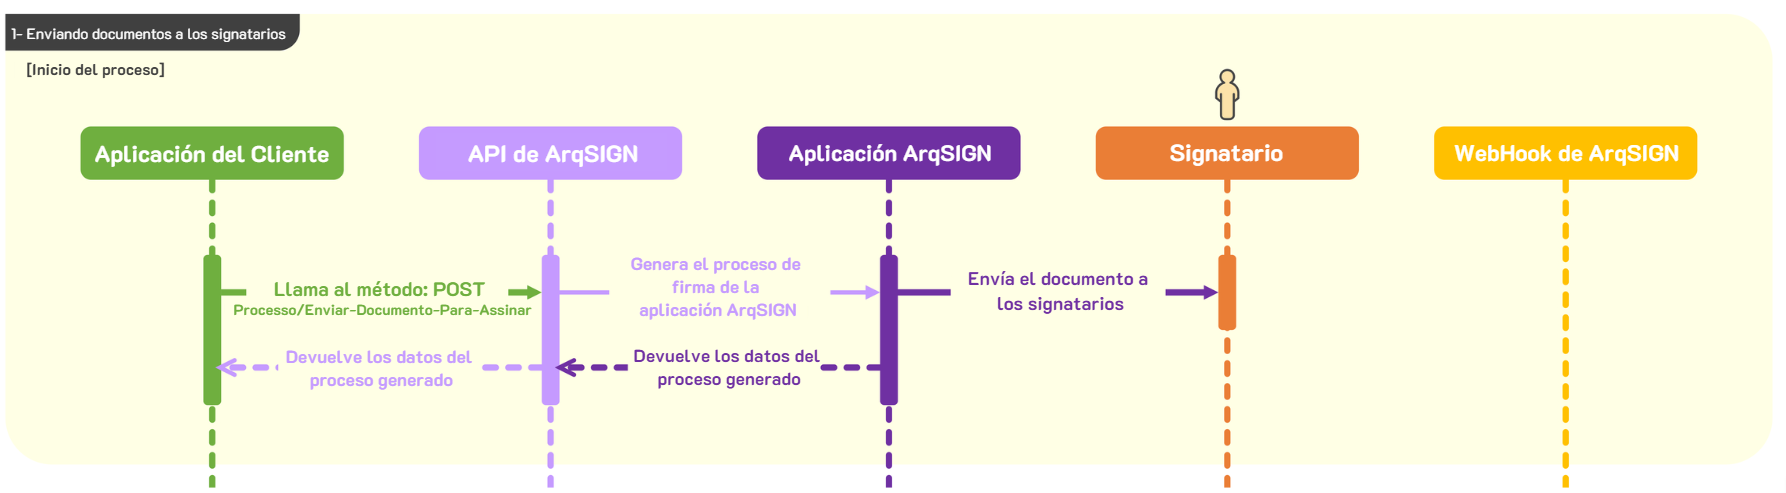 1- Enviando documentos a los signatarios
[Inicio del proceso]
Aplicación del Cliente
API de ArqSIGN
Aplicación ArqSIGN
Signatario
WebHook de ArqSIGN
Llama al método: POST
Processo/Enviar-Documento-Para-Assinar
Genera el proceso de
firma de la
aplicación ArqSIGN
Envía el documento a
los signatarios
Devuelve los datos del
proceso generado
Devuelve los datos del
proceso generado